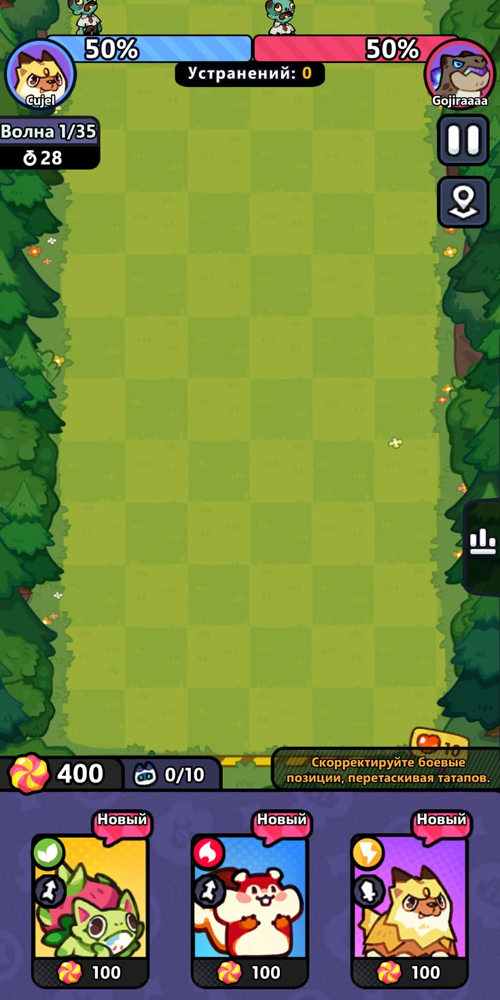 50%
50%
Устранений: 0
Cujel
Gojiraaaa
Волна 1/35
28
10
400
0/10
Скорректируйте боевые
позиции, перетаскивая татапов.
Новый
Новый
Новый
100
100
100